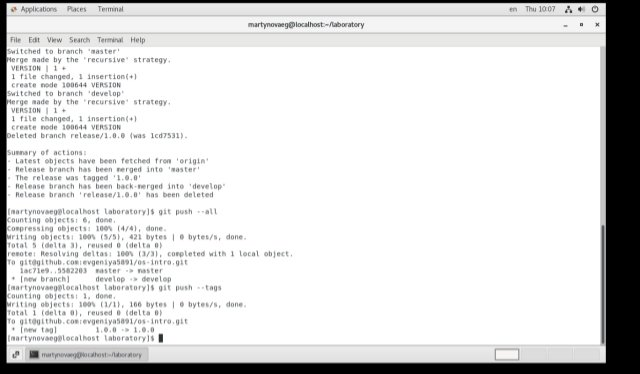 Applications Places Terminal en Thu 10:07
martynovaeg@localhost:~/laboratory
File Edit View Search Terminal Help
Switched to branch 'master'
Merge made by the 'recursive' strategy.
VERSION | 1 +
1 file changed, 1 insertion(+)
create mode 100644 VERSION
Switched to branch 'develop'
Merge made by the 'recursive' strategy.
VERSION | 1 +
1 file changed, 1 insertion(+)
create mode 100644 VERSION
Deleted branch release/1.0.0 (was 1cd7531).
Summary of actions:
- Latest objects have been fetched from 'origin'
- Release branch has been merged into 'master'
- The release was tagged '1.0.0'
- Release branch has been back-merged into 'develop'
- Release branch 'release/1.0.0' has been deleted
[martynovaeg@localhost laboratory]$ git push --all
Counting objects: 6, done.
Compressing objects: 100% (4/4), done.
Writing objects: 100% (5/5), 421 bytes | 0 bytes/s, done.
Total 5 (delta 3), reused 0 (delta 0)
remote: Resolving deltas: 100% (3/3), completed with 1 local object.
To git@github.com:evgeniya5891/os-intro.git
1ac71e9..5502203 master -> master
* [new branch] develop -> develop
[martynovaeg@localhost laboratory]$ git push --tags
Counting objects: 1, done.
Writing objects: 100% (1/1), 166 bytes | 0 bytes/s, done.
Total 1 (delta 0), reused 0 (delta 0)
To git@github.com:evgeniya5891/os-intro.git
* [new tag] 1.0.0 -> 1.0.0
[martynovaeg@localhost laboratory]$
martynovaeg@localhost:~/laboratory